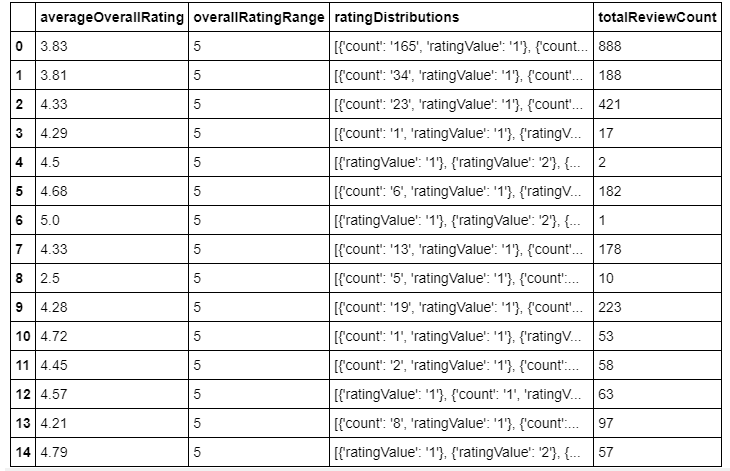 averageOverallRating overallRatingRange ratingDistributions totalReviewCount
0 3.83 5 [{'count': '165', 'ratingValue': '1'}, {'count... 888
1 3.81 5 [{'count': '34', 'ratingValue': '1'}, {'count'... 188
2 4.33 5 [{'count': '23', 'ratingValue': '1'}, {'count'... 421
3 4.29 5 [{'count': '1', 'ratingValue': '1'}, {'ratingV... 17
4 4.5 5 [{'ratingValue': '1'}, {'ratingValue': '2'}, {... 2
5 4.68 5 [{'count': '6', 'ratingValue': '1'}, {'ratingV... 182
6 5.0 5 [{'ratingValue': '1'}, {'ratingValue': '2'}, {... 1
7 4.33 5 [{'count': '13', 'ratingValue': '1'}, {'count'... 178
8 2.5 5 [{'count': '5', 'ratingValue': '1'}, {'count':... 10
9 4.28 5 [{'count': '19', 'ratingValue': '1'}, {'count'... 223
10 4.72 5 [{'count': '1', 'ratingValue': '1'}, {'ratingV... 53
11 4.45 5 [{'count': '2', 'ratingValue': '1'}, {'count':... 58
12 4.57 5 [{'ratingValue': '1'}, {'count': '1', 'ratingV... 63
13 4.21 5 [{'count': '8', 'ratingValue': '1'}, {'count':... 97
14 4.79 5 [{'ratingValue': '1'}, {'ratingValue': '2'}, {... 57